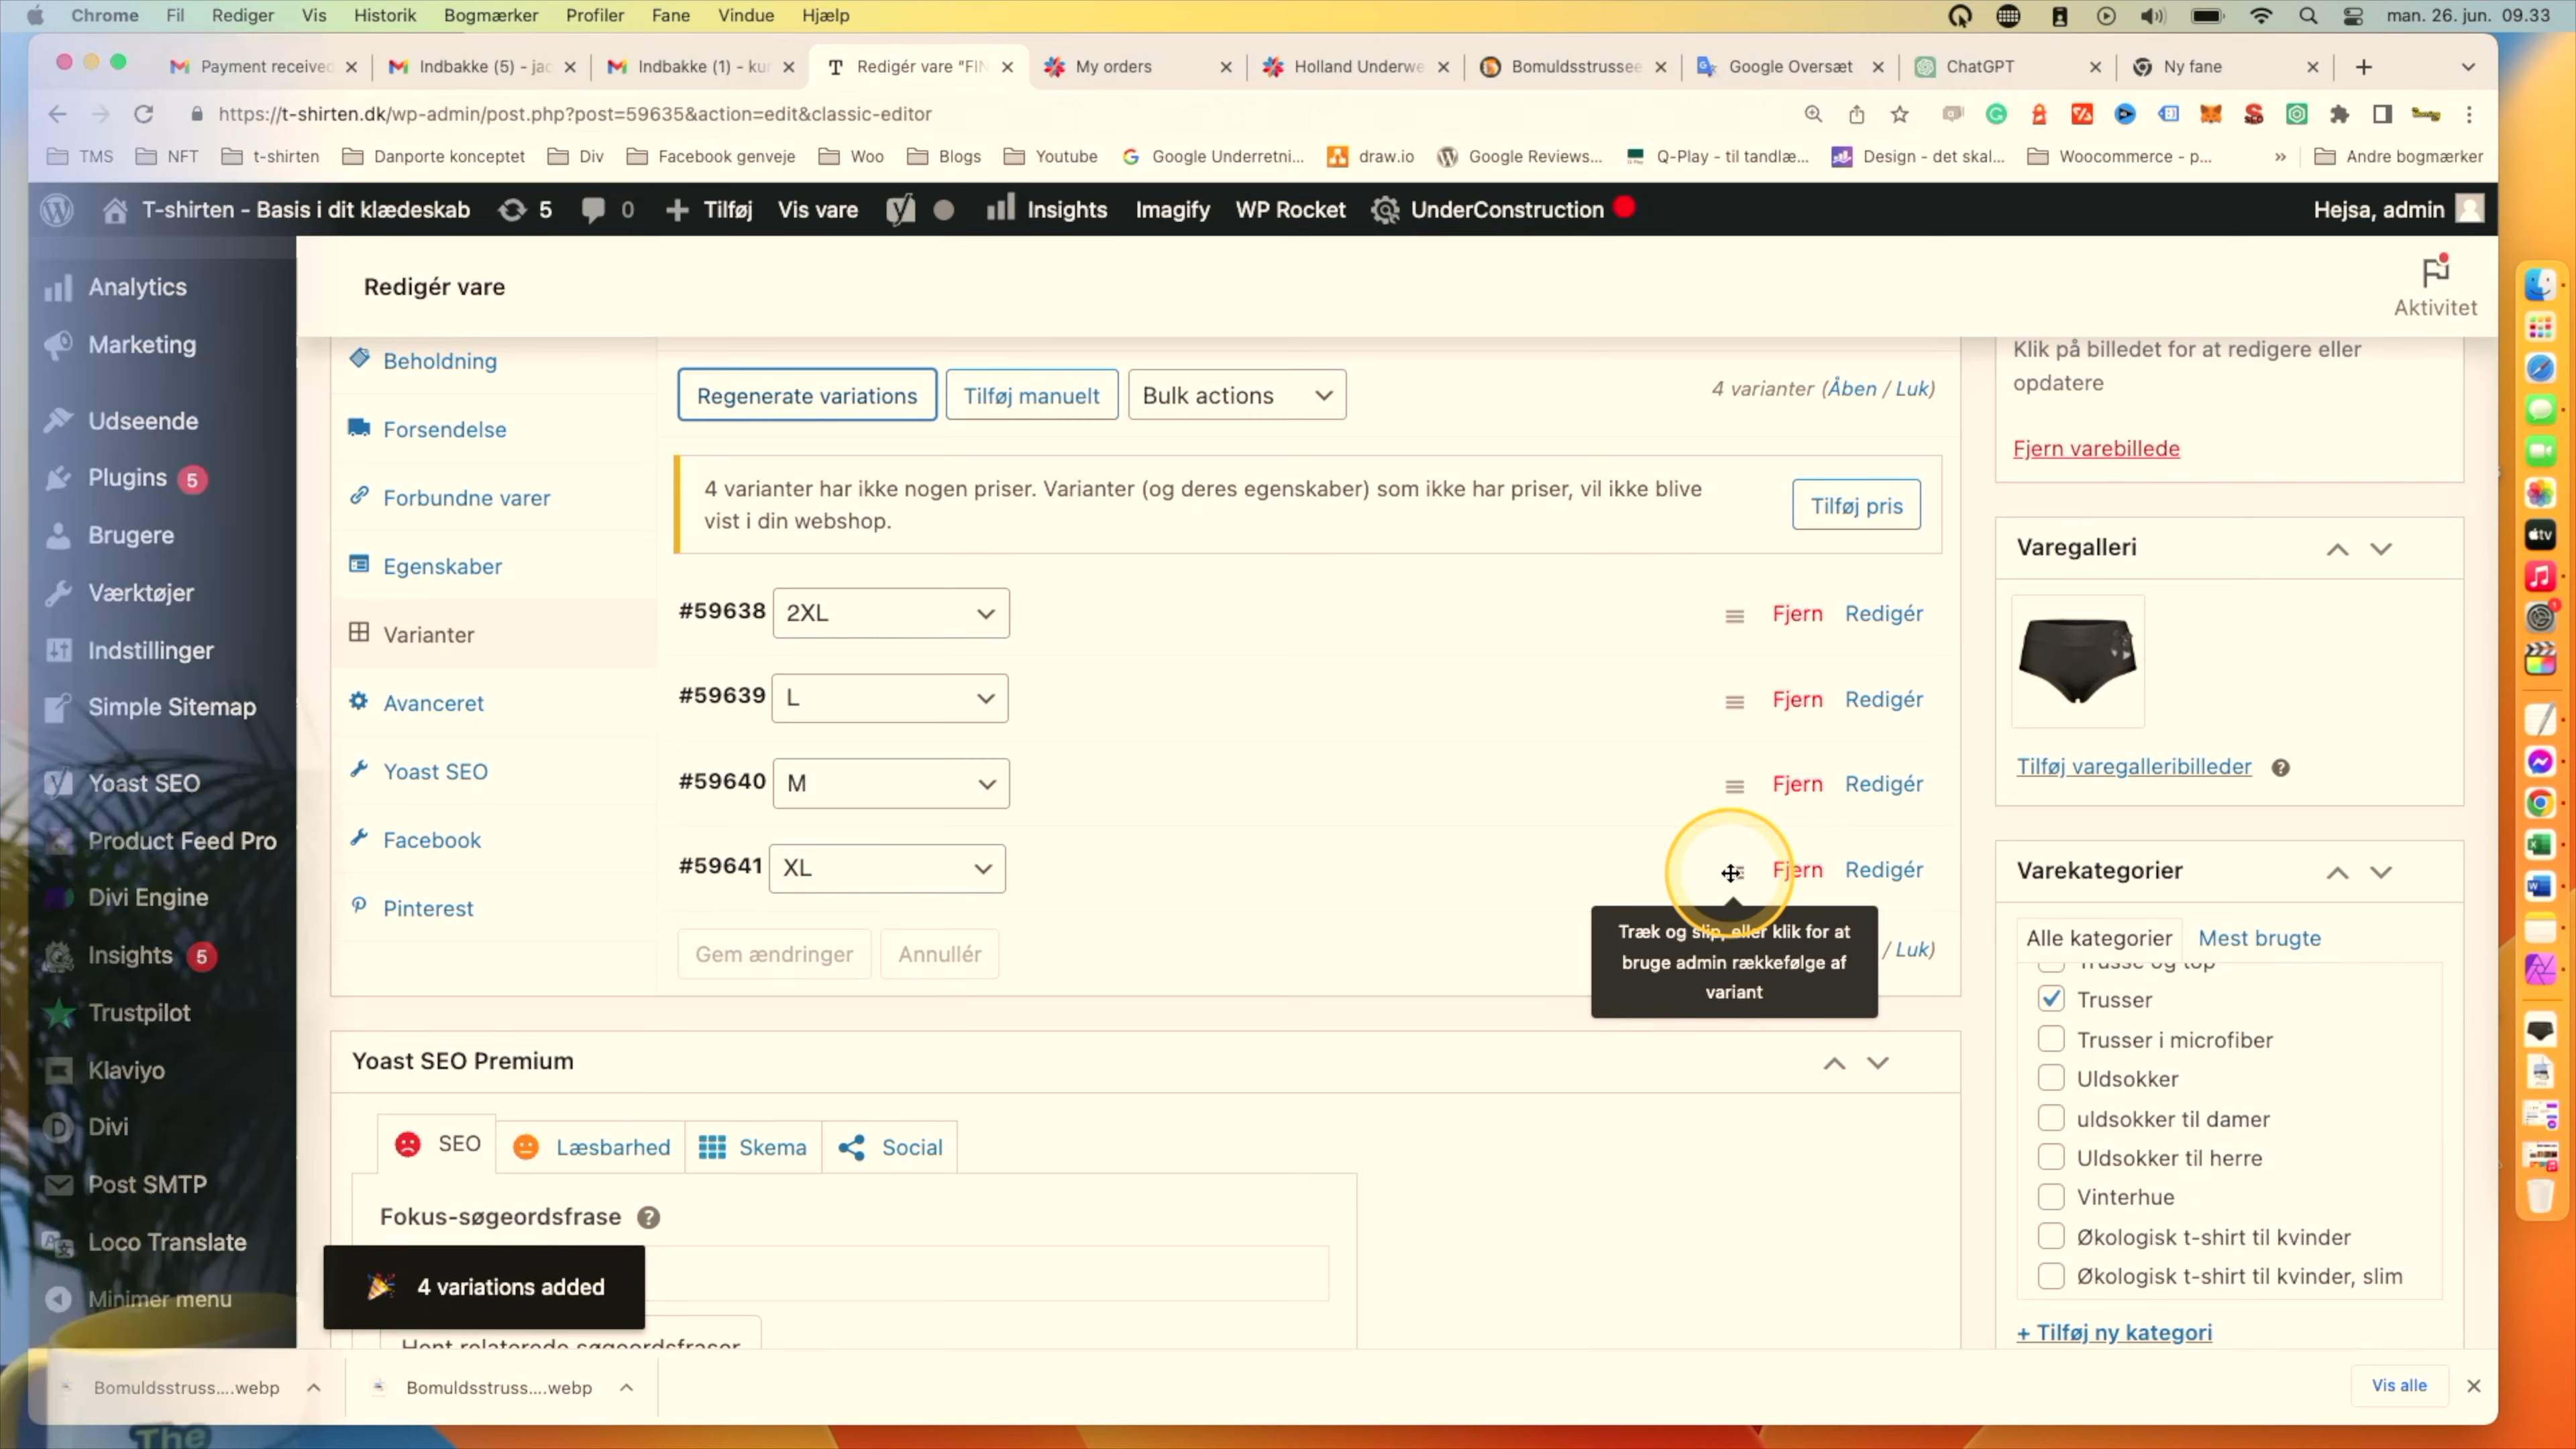 Chrome Fil Rediger Vis Historik Bogmærker Profiler Fane Vindue Hjælp man. 26. jun. 09.33
Payment received Indbakke (5) - jac Indbakke (1) - kun T Redigér vare "FIN My orders Holland Underwe Bomuldsstrussee Google Oversæt ChatGPT Ny fane
https://t-shirten.dk/wp-admin/post.php?post=59635&action=edit&classic-editor
TMS NFT t-shirten Danporte konceptet Div Facebook genveje Woo Blogs Youtube Google Underretni... draw.io Google Reviews... Q-Play - til tandlæ... Design - det skal... Woocommerce - p... » Andre bogmærker
T-shirten - Basis i dit klædeskab 5 0 Tilføj Vis vare Insights Imagify WP Rocket UnderConstruction Hejsa, admin
Analytics
Marketing
Udseende
Plugins 5
Brugere
Værktøjer
Indstillinger
Simple Sitemap
Yoast SEO
Product Feed Pro
Divi Engine
Insights 5
Trustpilot
Klaviyo
Divi
Post SMTP
Loco Translate
Minimer menu
Redigér vare
Aktivitet
Beholdning
Forsendelse
Forbundne varer
Egenskaber
Varianter
Avanceret
Yoast SEO
Facebook
Pinterest
Regenerate variations Tilføj manuelt Bulk actions 4 varianter (Åben / Luk)
4 varianter har ikke nogen priser. Varianter (og deres egenskaber) som ikke har priser, vil ikke blive
vist i din webshop.
Tilføj pris
#59638 2XL Fjern Redigér
#59639 L Fjern Redigér
#59640 M Fjern Redigér
#59641 XL Fjern Redigér
Gem ændringer Annullér / Luk)
Træk og slip, eller klik for at
bruge admin rækkefølge af
variant
Yoast SEO Premium
SEO Læsbarhed Skema Social
Fokus-søgeordsfrase
Hent relaterede søgeordsfraser
4 variations added
Klik på billedet for at redigere eller
opdatere
Fjern varebillede
Varegalleri
Tilføj varegalleribilleder
Varekategorier
Alle kategorier Mest brugte
Trusse og top
Trusser
Trusser i microfiber
Uldsokker
uldsokker til damer
Uldsokker til herre
Vinterhue
Økologisk t-shirt til kvinder
Økologisk t-shirt til kvinder, slim
+ Tilføj ny kategori
Bomuldsstruss....webp Bomuldsstruss....webp Vis alle
The